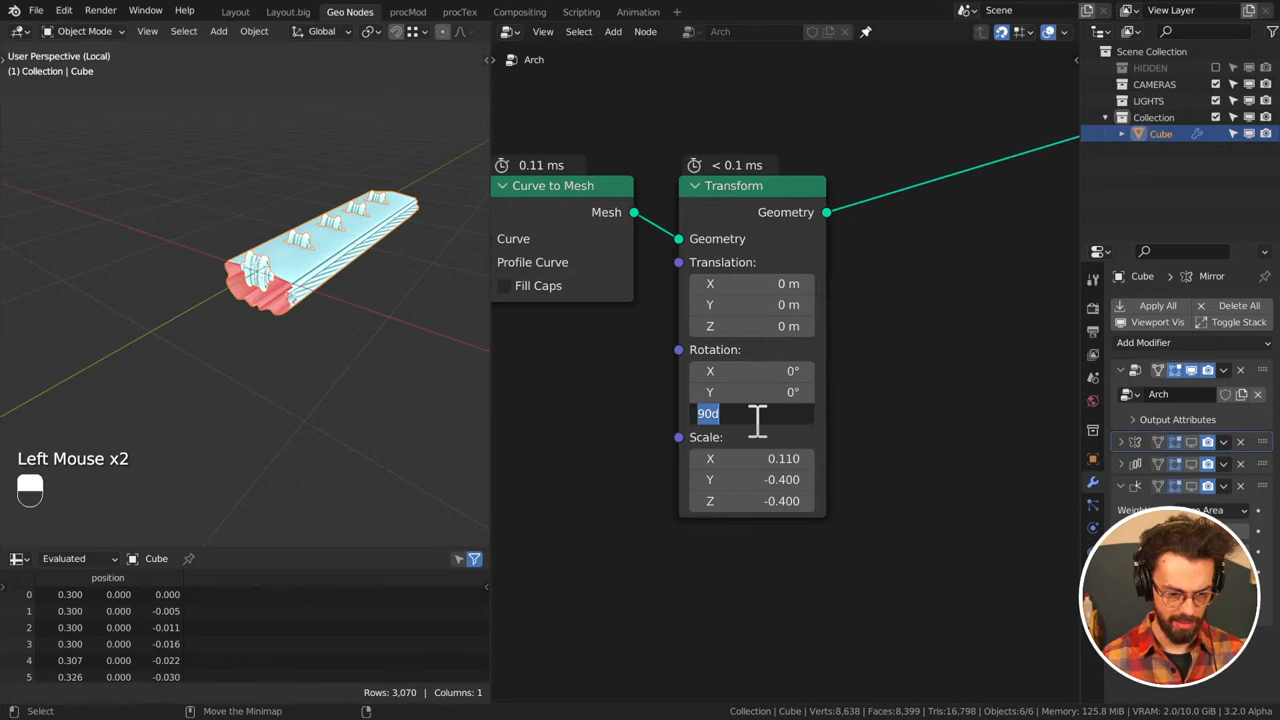 File Edit Render Window Help Layout Layout.big Geo Nodes procMod procTex Compositing Scripting Animation + Scene View Layer
Object Mode View Select Add Object Global View Select Add Node Arch
User Perspective (Local)
(1) Collection | Cube
Arch
Scene Collection
HIDDEN
CAMERAS
LIGHTS
Collection
Cube
0.11 ms
Curve to Mesh
Mesh
Curve
Profile Curve
Fill Caps
< 0.1 ms
Transform
Geometry
Geometry
Translation:
X 0 m
Y 0 m
Z 0 m
Rotation:
X 0°
Y 0°
90d
Scale:
X 0.110
Y -0.400
Z -0.400
Cube Mirror
Apply All Delete All
Viewport Vis Toggle Stack
Add Modifier
Arch
Output Attributes
Left Mouse x2
Evaluated Cube
position
0 0.300 0.000 0.000
1 0.300 0.000 -0.005
2 0.300 0.000 -0.011
3 0.300 0.000 -0.016
4 0.307 0.000 -0.022
5 0.326 0.000 -0.030
Rows: 3,070 | Columns: 1
Select Move the Minimap Collection | Cube | Verts:8,638 | Faces:8,399 | Tris:16,798 | Objects:6/6 | Memory: 125.8 MiB | VRAM: 2.0/10.0 GiB | 3.2.0 Alpha